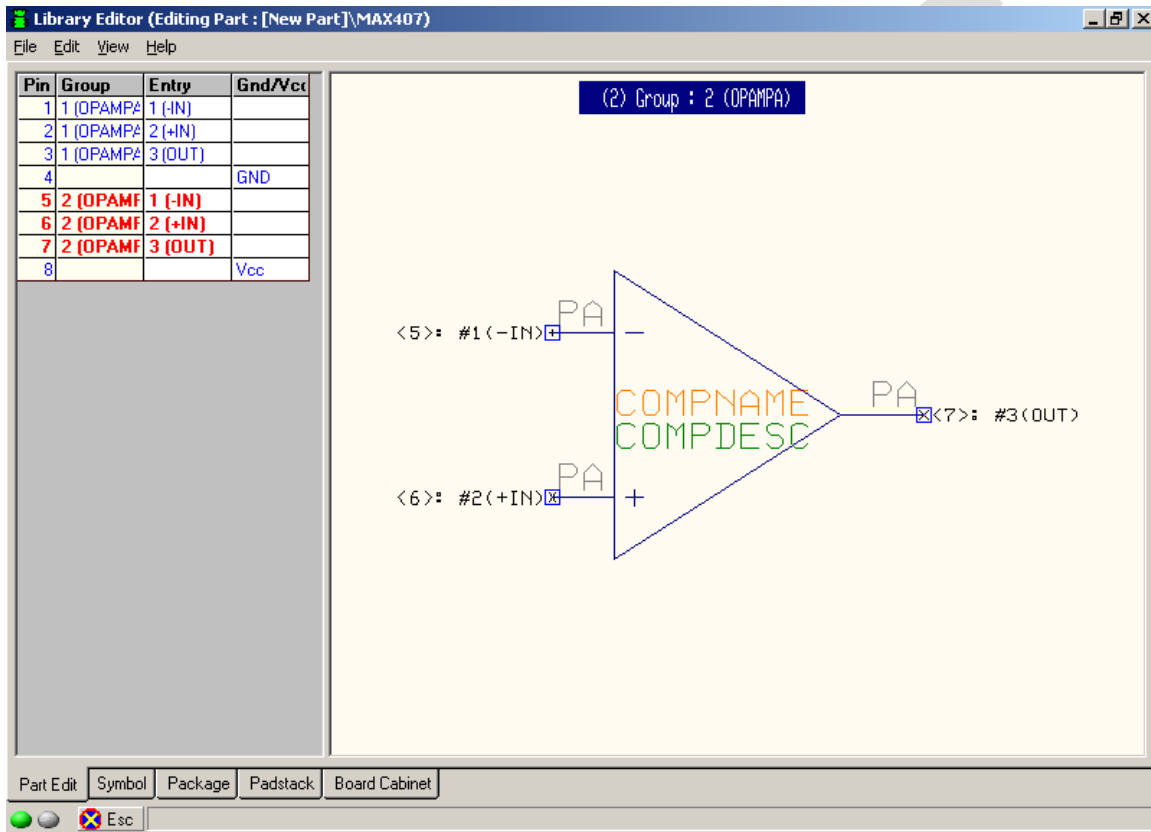 Library Editor (Editing Part : [New Part]\MAX407)
File Edit View Help
Pin Group Entry Gnd/Vcc
1 1 (OPAMPA 1 (-IN)
2 1 (OPAMPA 2 (+IN)
3 1 (OPAMPA 3 (OUT)
4 GND
5 2 (OPAMF 1 (-IN)
6 2 (OPAMF 2 (+IN)
7 2 (OPAMF 3 (OUT)
8 Vcc
(2) Group : 2 (OPAMPA)
PA
<5>: #1(-IN) −
PA
COMPNAME
<7>: #3(OUT)
COMPDESC
PA
<6>: #2(+IN) +
Part Edit Symbol Package Padstack Board Cabinet
Esc